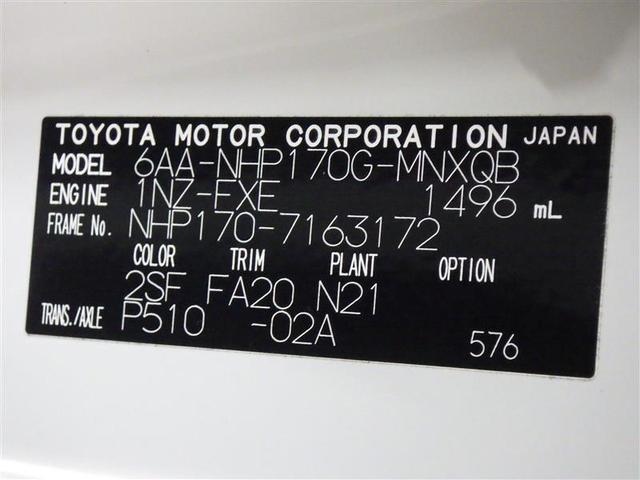 TOYOTA MOTOR CORPORATION JAPAN
MODEL 6AA-NHP170G-MNXQB
ENGINE 1NZ-FXE 1496 mL
FRAME No. NHP170-7163172
COLOR TRIM PLANT OPTION
2SF FA20 N21
TRANS./AXLE P510 -02A
576